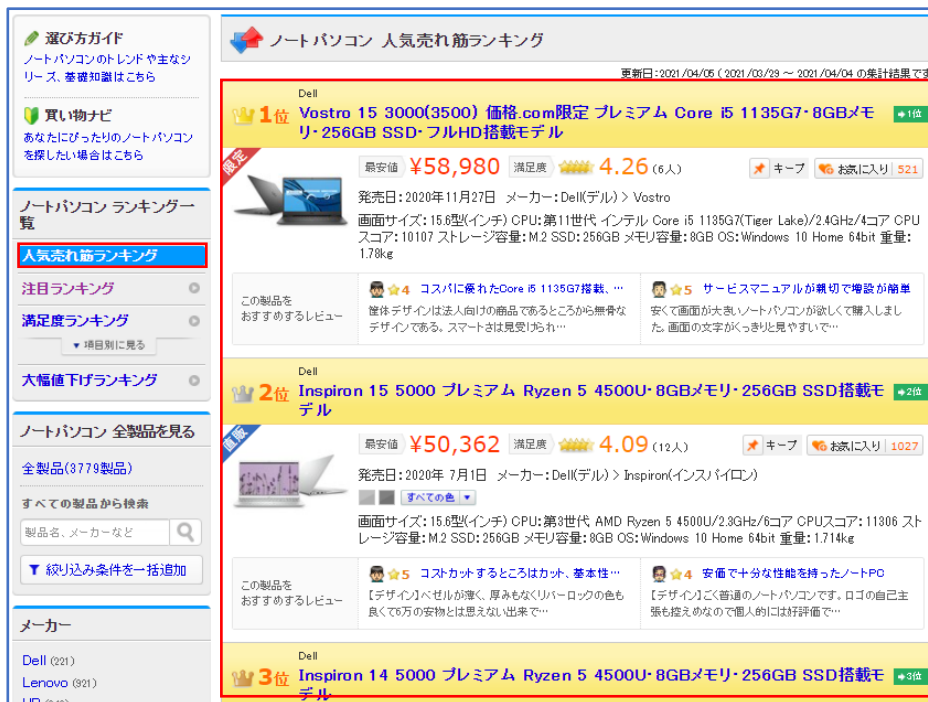 選び方ガイド
ノートパソコンのトレンドや主なシ
リーズ、基礎知識はこちら
買い物ナビ
あなたにぴったりのノートパソコン
を探したい場合はこちら
ノートパソコン ランキング一
覧
人気売れ筋ランキング
注目ランキング
満足度ランキング
▼項目別に見る
大幅値下げランキング
ノートパソコン 全製品を見る
全製品(3779製品)
すべての製品から検索
製品名、メーカーなど
絞り込み条件を一括追加
メーカー
Dell (221)
Lenovo (921)
ノートパソコン 人気売れ筋ランキング
更新日:2021/04/05 (2021/03/29 ～ 2021/04/04 の集計結果です
Dell
1位 Vostro 15 3000(3500) 価格.com限定 プレミアム Core i5 1135G7・8GBメモ
リ・256GB SSD・フルHD搭載モデル
1位
限定
最安値 ¥58,980 満足度 4.26 (6人)
キープ お気に入り 521
発売日:2020年11月27日 メーカー:Dell(デル) > Vostro
画面サイズ:15.6型(インチ) CPU:第11世代 インテル Core i5 1135G7(Tiger Lake)/2.4GHz/4コア CPU
スコア:10107 ストレージ容量:M.2 SSD:256GB メモリ容量:8GB OS:Windows 10 Home 64bit 重量:
1.78kg
この製品を
おすすめするレビュー
4 コスパに優れたCore i5 1135G7搭載、…
筐体デザインは法人向けの商品であるところから無骨な
デザインである。スマートさは見受けられ…
5 サービスマニュアルが親切で増設が簡単
安くて画面が大きいノートパソコンが欲しくて購入しまし
た。画面の文字がくっきりと見やすいで…
Dell
2位 Inspiron 15 5000 プレミアム Ryzen 5 4500U・8GBメモリ・256GB SSD搭載モ
デル
2位
直販
最安値 ¥50,362 満足度 4.09 (12人)
キープ お気に入り 1027
発売日:2020年 7月1日 メーカー:Dell(デル) > Inspiron(インスパイロン)
すべての色 ▼
画面サイズ:15.6型(インチ) CPU:第3世代 AMD Ryzen 5 4500U/2.3GHz/6コア CPUスコア:11306 スト
レージ容量:M.2 SSD:256GB メモリ容量:8GB OS:Windows 10 Home 64bit 重量:1.714kg
この製品を
おすすめするレビュー
5 コストカットするところはカット、基本性…
【デザイン】ベゼルが薄く、厚みもなくリバーロックの色も
良くて6万の安物とは思えない出来で…
4 安価で十分な性能を持ったノートPC
【デザイン】ごく普通のノートパソコンです。ロゴの自己主
張も控えめなので個人的には好評価で…
Dell
3位 Inspiron 14 5000 プレミアム Ryzen 5 4500U・8GBメモリ・256GB SSD搭載モ
デル
3位